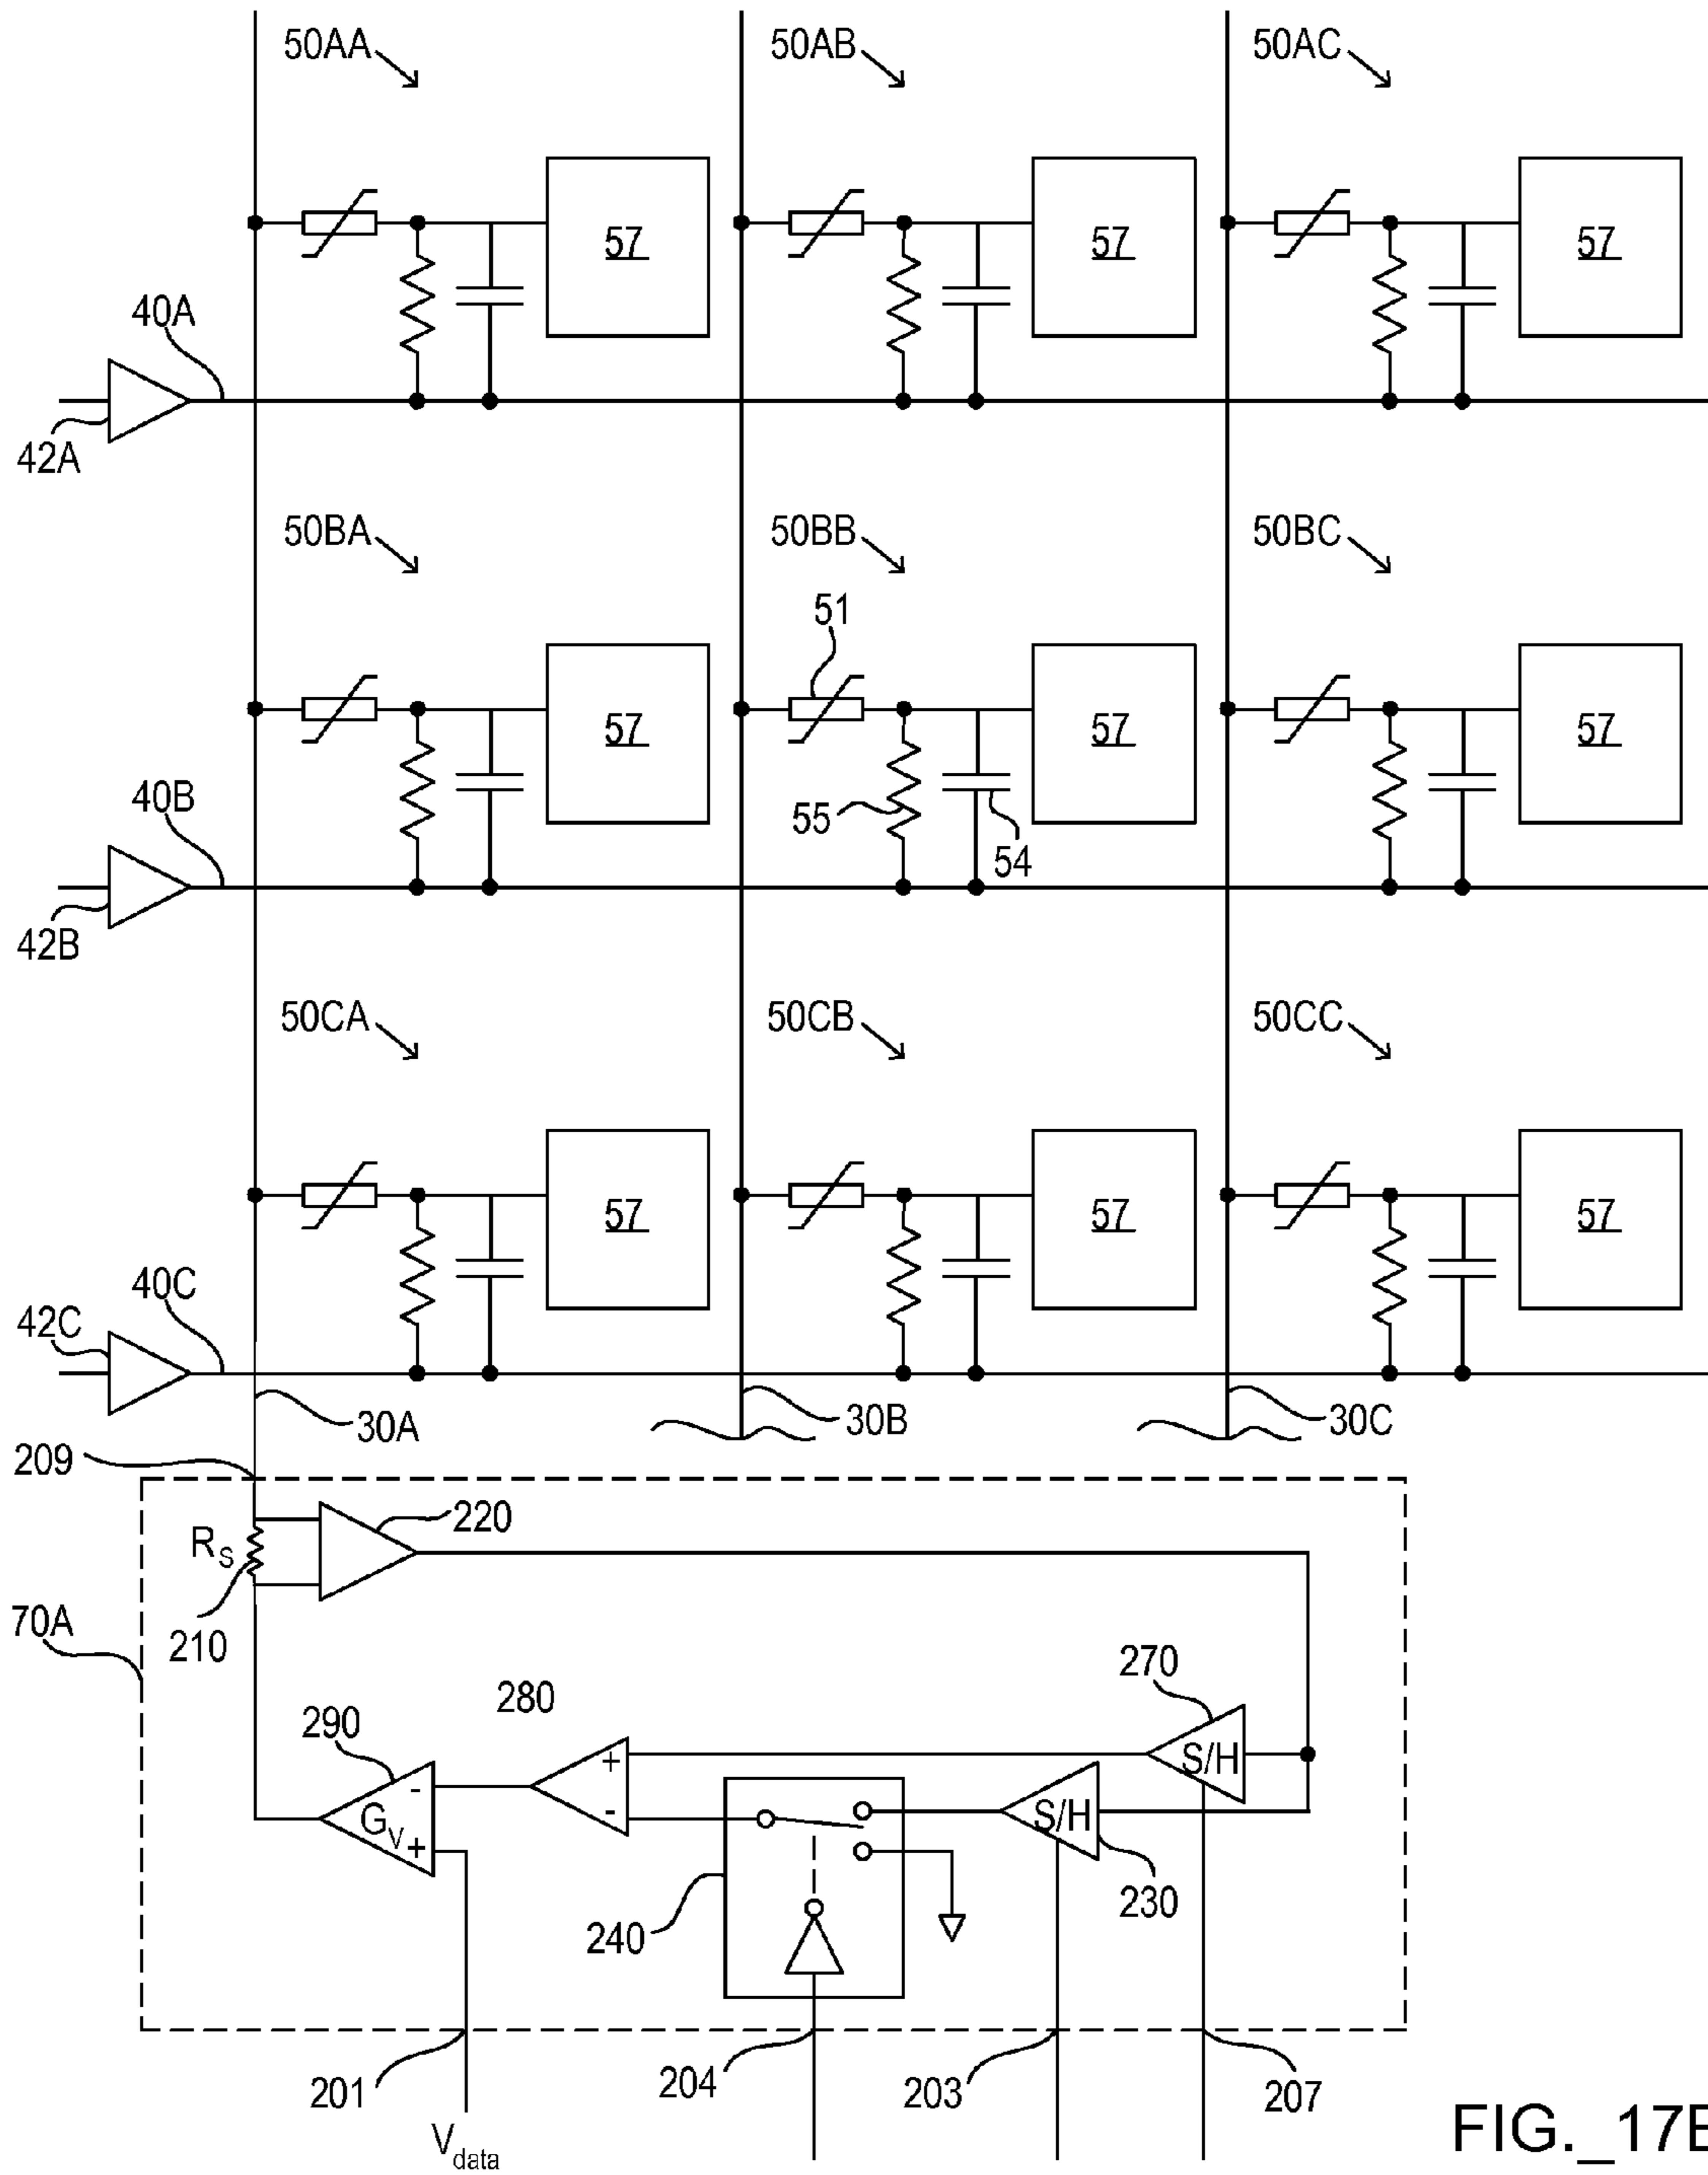 50AA 50AB 50AC
57 57 57
40A
42A
50BA 50BB 50BC
51
57 57 57
40B
55
54
42B
50CA 50CB 50CC
57 57 57
40C
42C
30A 30B 30C
209
220
RS
70A
210
270
280
290
+ S/H
-
- S/H
GV
+
230
240
201 204 203 207
Vdata
FIG._17B